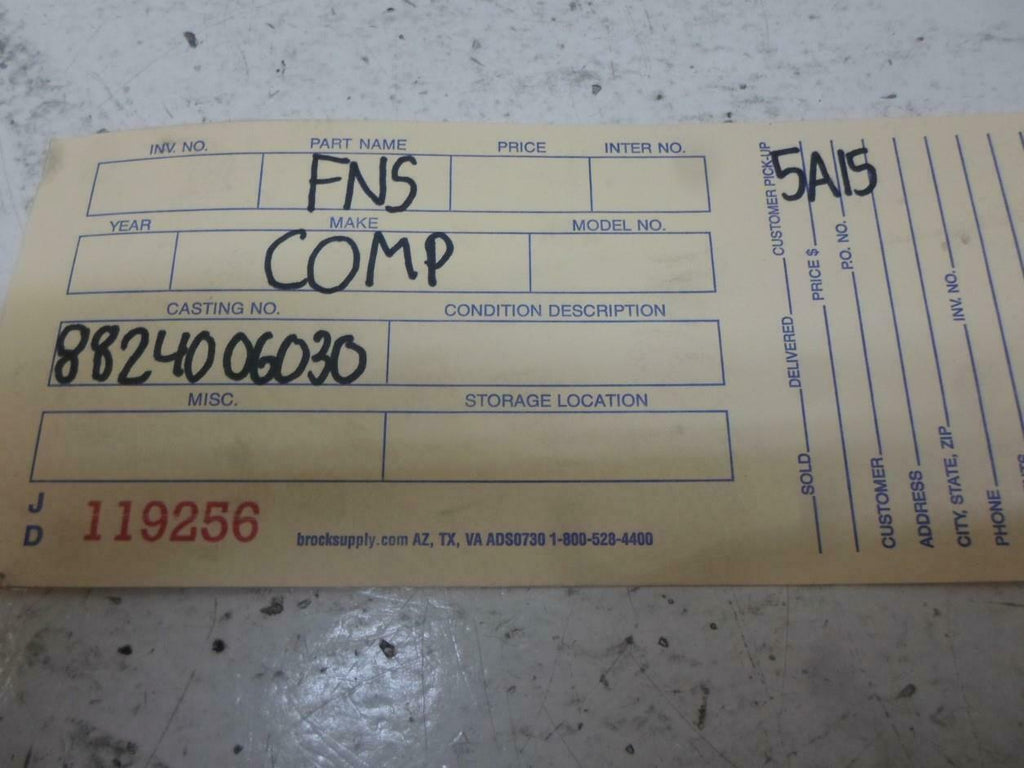 INV. NO. PART NAME PRICE INTER NO.
FNS
YEAR MAKE MODEL NO.
COMP
CASTING NO. CONDITION DESCRIPTION
8824006030
MISC. STORAGE LOCATION
J D 119256
brocksupply.com AZ, TX, VA ADS0730 1-800-528-4400
5A15
SOLD DELIVERED CUSTOMER PICK-UP
PRICE $
P.O. NO.
CUSTOMER
ADDRESS
CITY, STATE, ZIP INV. NO.
PHONE